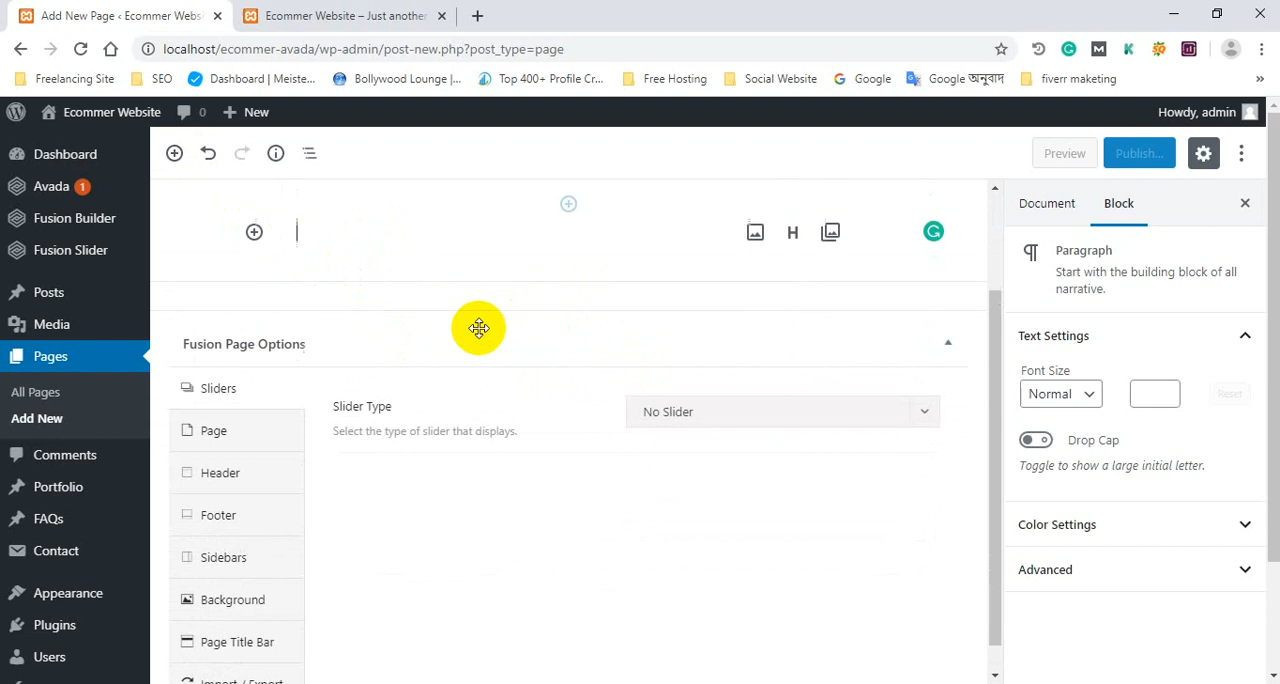 Add New Page ‹ Ecommer Webs
Ecommer Website – Just another
localhost/ecommer-avada/wp-admin/post-new.php?post_type=page
Freelancing Site
SEO
Dashboard | Meiste...
Bollywood Lounge |...
Top 400+ Profile Cr...
Free Hosting
Social Website
Google
Google অনুবাদ
fiverr maketing
»
Ecommer Website
0
New
Howdy, admin
Dashboard
Avada 1
Fusion Builder
Fusion Slider
Posts
Media
Pages
All Pages
Add New
Comments
Portfolio
FAQs
Contact
Appearance
Plugins
Users
Preview
Publish...
H
Fusion Page Options
Sliders
Page
Header
Footer
Sidebars
Background
Page Title Bar
Import / Export
Slider Type
Select the type of slider that displays.
No Slider
Document
Block
Paragraph
Start with the building block of all
narrative.
Text Settings
Font Size
Normal
Reset
Drop Cap
Toggle to show a large initial letter.
Color Settings
Advanced